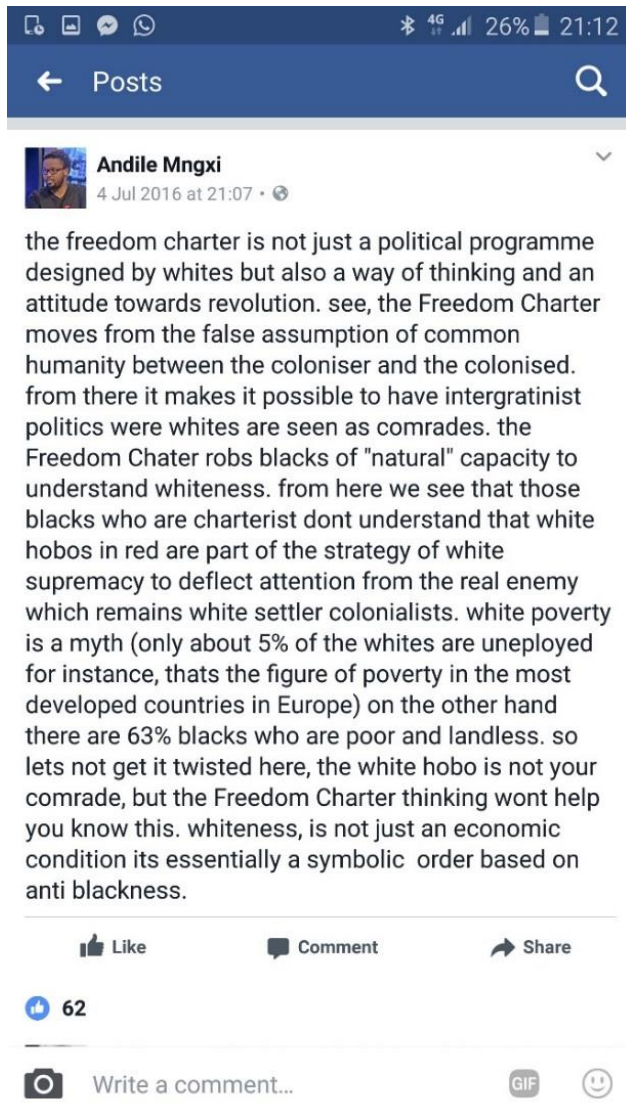 4G 26% 21:12
Posts
Andile Mngxi
4 Jul 2016 at 21:07 •
the freedom charter is not just a political programme
designed by whites but also a way of thinking and an
attitude towards revolution. see, the Freedom Charter
moves from the false assumption of common
humanity between the coloniser and the colonised.
from there it makes it possible to have intergratinist
politics were whites are seen as comrades. the
Freedom Chater robs blacks of "natural" capacity to
understand whiteness. from here we see that those
blacks who are charterist dont understand that white
hobos in red are part of the strategy of white
supremacy to deflect attention from the real enemy
which remains white settler colonialists. white poverty
is a myth (only about 5% of the whites are uneployed
for instance, thats the figure of poverty in the most
developed countries in Europe) on the other hand
there are 63% blacks who are poor and landless. so
lets not get it twisted here, the white hobo is not your
comrade, but the Freedom Charter thinking wont help
you know this. whiteness, is not just an economic
condition its essentially a symbolic order based on
anti blackness.
Like Comment Share
62
Write a comment... GIF